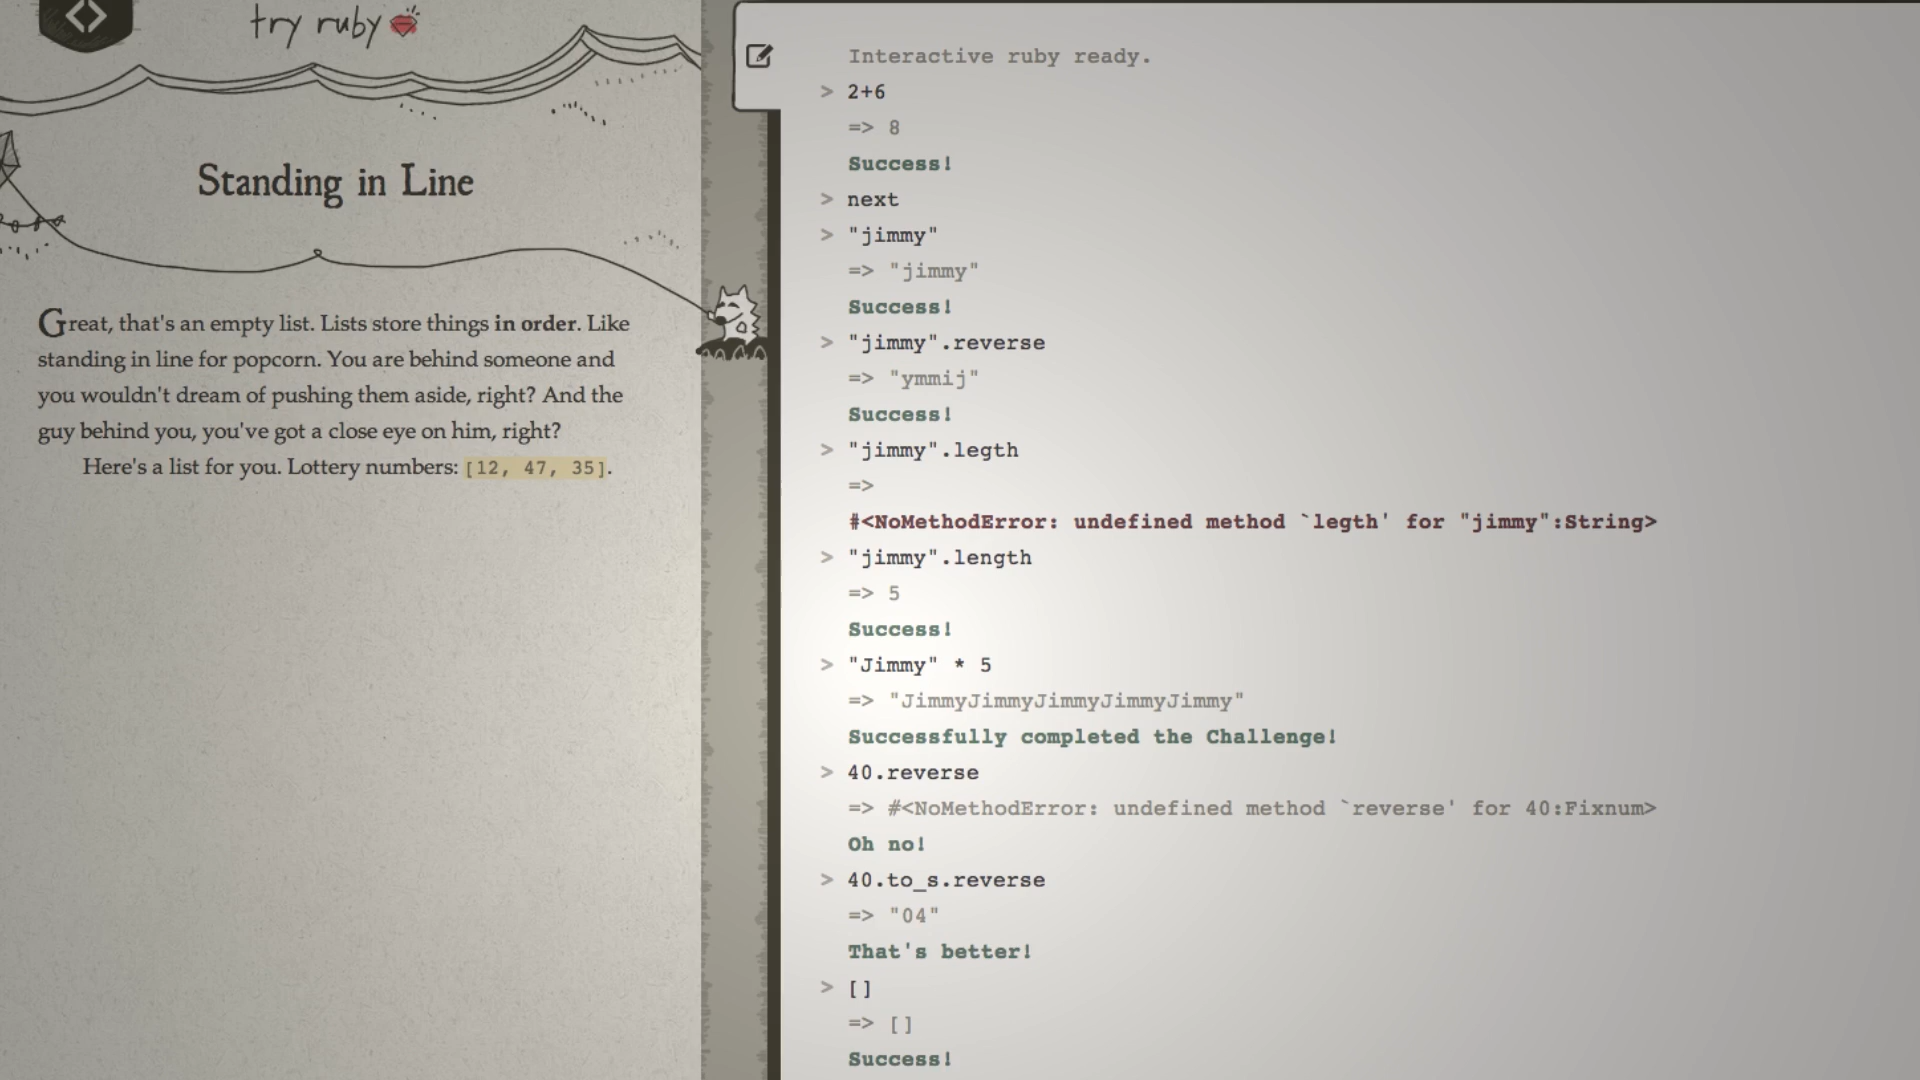 try ruby
Standing in Line
Great, that's an empty list. Lists store things in order. Like
standing in line for popcorn. You are behind someone and
you wouldn't dream of pushing them aside, right? And the
guy behind you, you've got a close eye on him, right?
Here's a list for you. Lottery numbers: [12, 47, 35].
Interactive ruby ready.
> 2+6
=> 8
Success!
> next
> "jimmy"
=> "jimmy"
Success!
> "jimmy".reverse
=> "ymmij"
Success!
> "jimmy".legth
=>
#<NoMethodError: undefined method `legth' for "jimmy":String>
> "jimmy".length
=> 5
Success!
> "Jimmy" * 5
=> "JimmyJimmyJimmyJimmyJimmy"
Successfully completed the Challenge!
> 40.reverse
=> #<NoMethodError: undefined method `reverse' for 40:Fixnum>
Oh no!
> 40.to_s.reverse
=> "04"
That's better!
> []
=> []
Success!